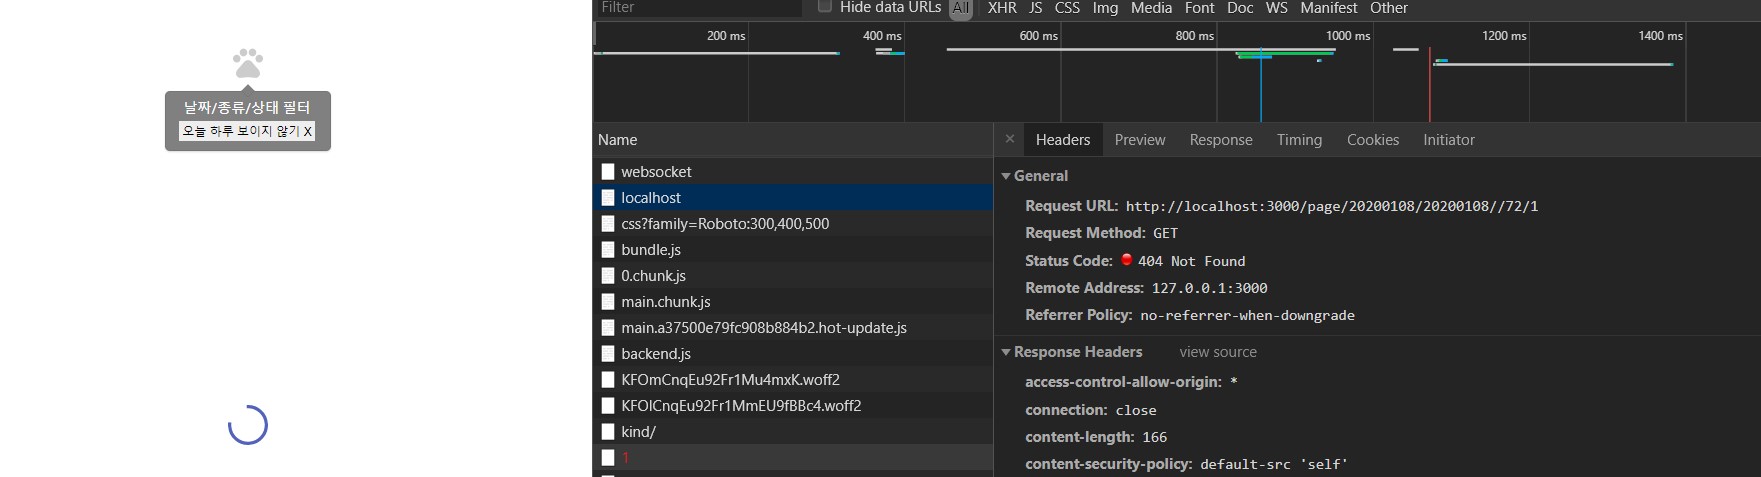 날짜/종류/상태 필터
오늘 하루 보이지 않기 X
Filter
Hide data URLs All XHR JS CSS Img Media Font Doc WS Manifest Other
200 ms 400 ms 600 ms 800 ms 1000 ms 1200 ms 1400 ms
Name
websocket
localhost
css?family=Roboto:300,400,500
bundle.js
0.chunk.js
main.chunk.js
main.a37500e79fc908b884b2.hot-update.js
backend.js
KFOmCnqEu92Fr1Mu4mxK.woff2
KFOlCnqEu92Fr1MmEU9fBBc4.woff2
kind/
1
× Headers Preview Response Timing Cookies Initiator
General
Request URL: http://localhost:3000/page/20200108/20200108//72/1
Request Method: GET
Status Code: 404 Not Found
Remote Address: 127.0.0.1:3000
Referrer Policy: no-referrer-when-downgrade
Response Headers view source
access-control-allow-origin: *
connection: close
content-length: 166
content-security-policy: default-src 'self'